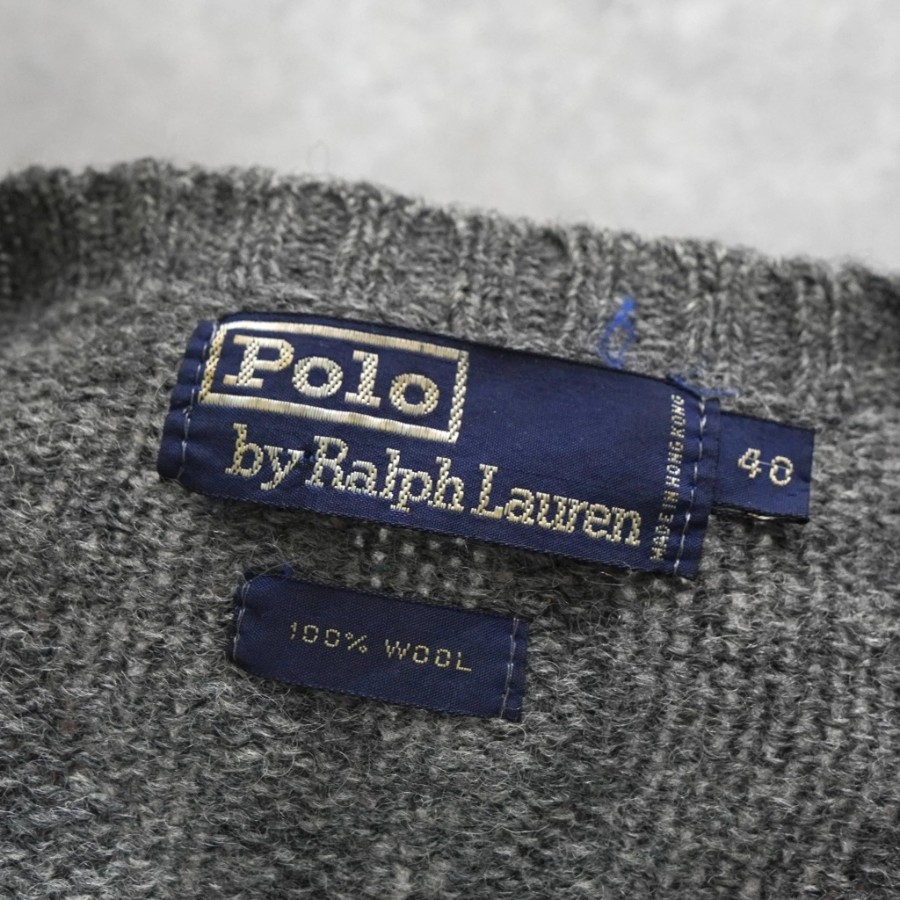 Polo
by Ralph Lauren
MADE IN HONG KONG
40
100% WOOL